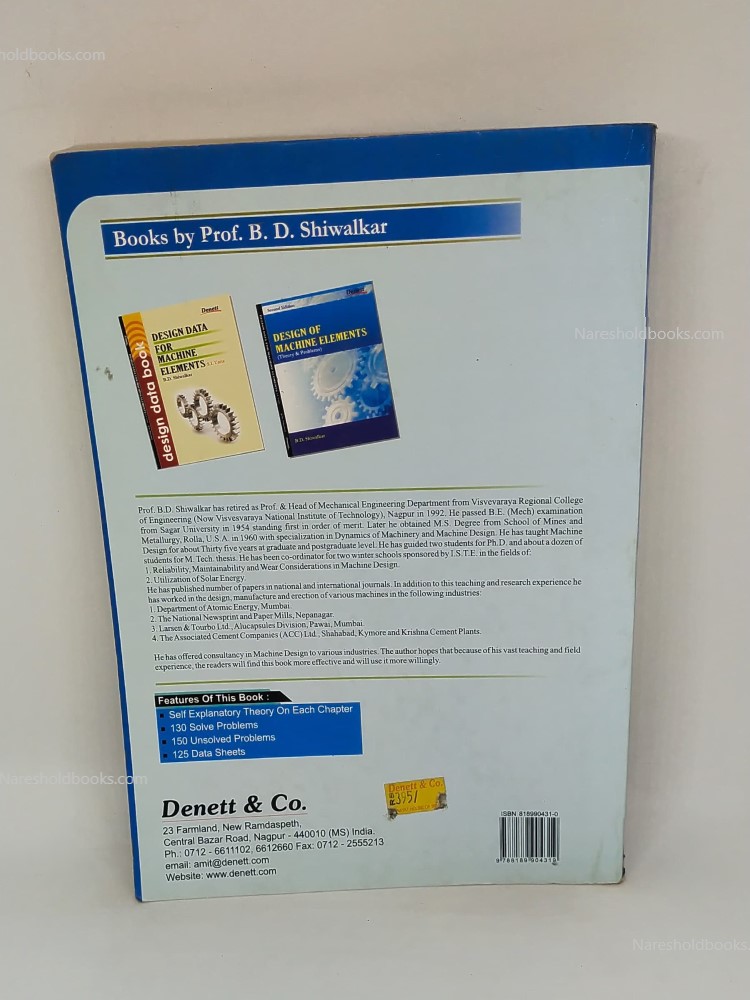 Naresholdbooks.com
Books by Prof. B. D. Shiwalkar
Naresholdbooks.com
Denett
DESIGN DATA
FOR
MACHINE
ELEMENTS
B.D. Shiwalkar
design data book
Second Edition
Denett
DESIGN OF
MACHINE ELEMENTS
(Theory & Problems)
B.D. Shiwalkar
Prof. B.D. Shiwalkar has retired as Prof. & Head of Mechanical Engineering Department from Visvevaraya Regional College
of Engineering (Now Visvesvaraya National Institute of Technology), Nagpur in 1992. He passed B.E. (Mech) examination
from Sagar University in 1954 standing first in order of merit. Later he obtained M.S. Degree from School of Mines and
Metallurgy, Rolla, U.S.A. in 1960 with specialization in Dynamics of Machinery and Machine Design. He has taught Machine
Design for about Thirty five years at graduate and postgraduate level. He has guided two students for Ph.D. and about a dozen of
students for M. Tech. thesis. He has been co-ordinator for two winter schools sponsored by I.S.T.E. in the fields of:
1. Reliability, Maintainability and Wear Considerations in Machine Design.
2. Utilization of Solar Energy.
He has published number of papers in national and international journals. In addition to this teaching and research experience he
has worked in the design, manufacture and erection of various machines in the following industries:
1. Department of Atomic Energy, Mumbai.
2. The National Newsprint and Paper Mills, Nepanagar.
3. Larsen & Tourbo Ltd., Alucapsules Division, Pawai, Mumbai.
4. The Associated Cement Companies (ACC) Ltd., Shahabad, Kymore and Krishna Cement Plants.
He has offered consultancy in Machine Design to various industries. The author hopes that because of his vast teaching and field
experience, the readers will find this book more effective and will use it more willingly.
Features Of This Book :
Self Explanatory Theory On Each Chapter
130 Solve Problems
150 Unsolved Problems
125 Data Sheets
Naresholdbooks.com
Denett & Co.
23 Farmland, New Ramdaspeth,
Central Bazar Road, Nagpur - 440010 (MS) India.
Ph.: 0712 - 6611102, 6612660 Fax: 0712 - 2555213
email: amit@denett.com
Website: www.denett.com
Denett & Co.
395/
ISBN: 818990431-0
9788189904319
Naresholdbooks.com